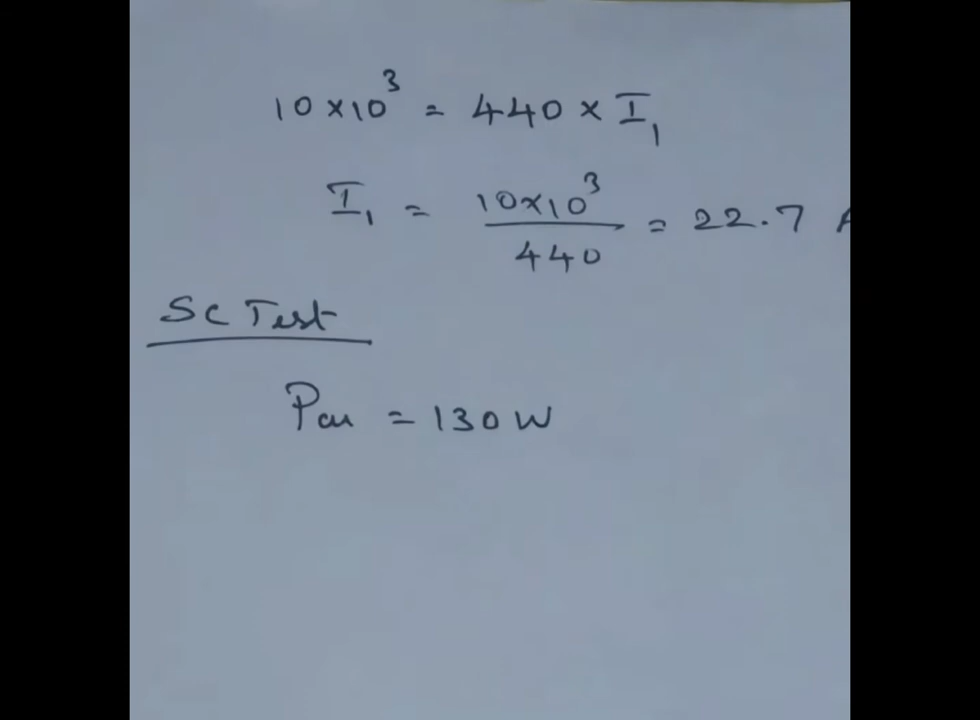 10×10³ = 440 × I₁
I₁ = 10×10³/440 = 22.7 A
SC Test
Pcu = 130 W